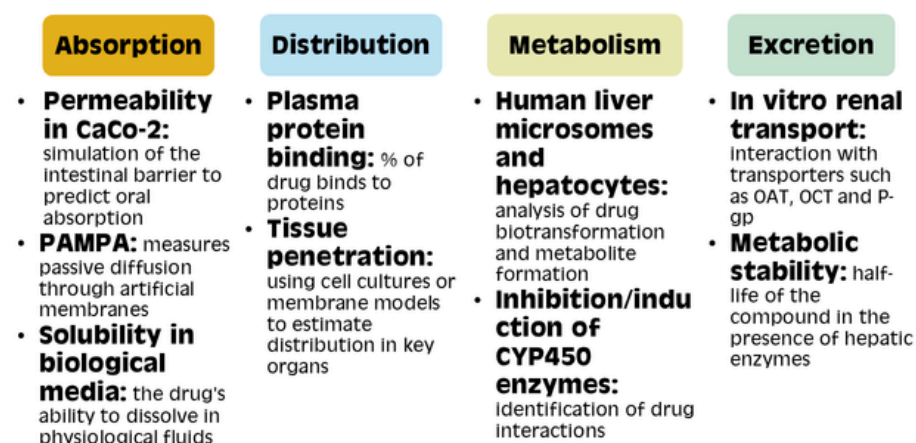 Absorption
• Permeability
in CaCo-2:
simulation of the
intestinal barrier to
predict oral
absorption
• PAMPA: measures
passive diffusion
through artificial
membranes
• Solubility in
biological
media: the drug's
ability to dissolve in
physiological fluids
Distribution
• Plasma
protein
binding: % of
drug binds to
proteins
• Tissue
penetration:
using cell cultures or
membrane models
to estimate
distribution in key
organs
Metabolism
• Human liver
microsomes
and
hepatocytes:
analysis of drug
biotransformation
and metabolite
formation
• Inhibition/indu
ction of
CYP450
enzymes:
identification of drug
interactions
Excretion
• In vitro renal
transport:
interaction with
transporters such
as OAT, OCT and P-
gp
• Metabolic
stability: half-
life of the
compound in the
presence of hepatic
enzymes